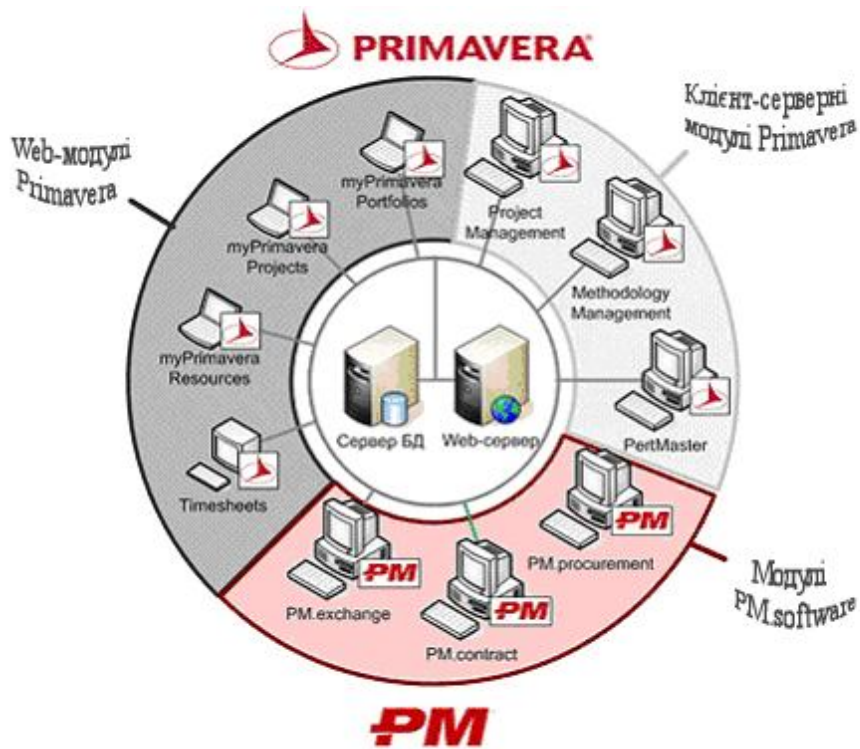 PRIMAVERA
Web-модулі
Primavera
Клієнт-серверні
модулі Primavera
myPrimavera
Portfolios
Project
Management
myPrimavera
Projects
Methodology
Management
myPrimavera
Resources
Сервер БД
Web-сервер
PertMaster
Timesheets
PM.exchange
PM
PM.contract
PM
PM.procurement
PM
Модулі
PM.software
PM